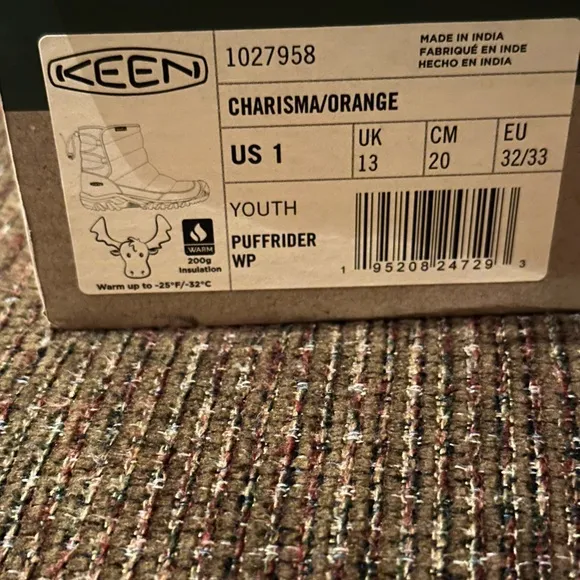 KEEN
1027958
MADE IN INDIA
FABRIQUÉ EN INDE
HECHO EN INDIA
CHARISMA/ORANGE
US 1
UK
13
CM
20
EU
32/33
YOUTH
PUFFRIDER
WP
1 95208 24729 3
WARM
200g
Insulation
Warm up to -25°F/-32°C